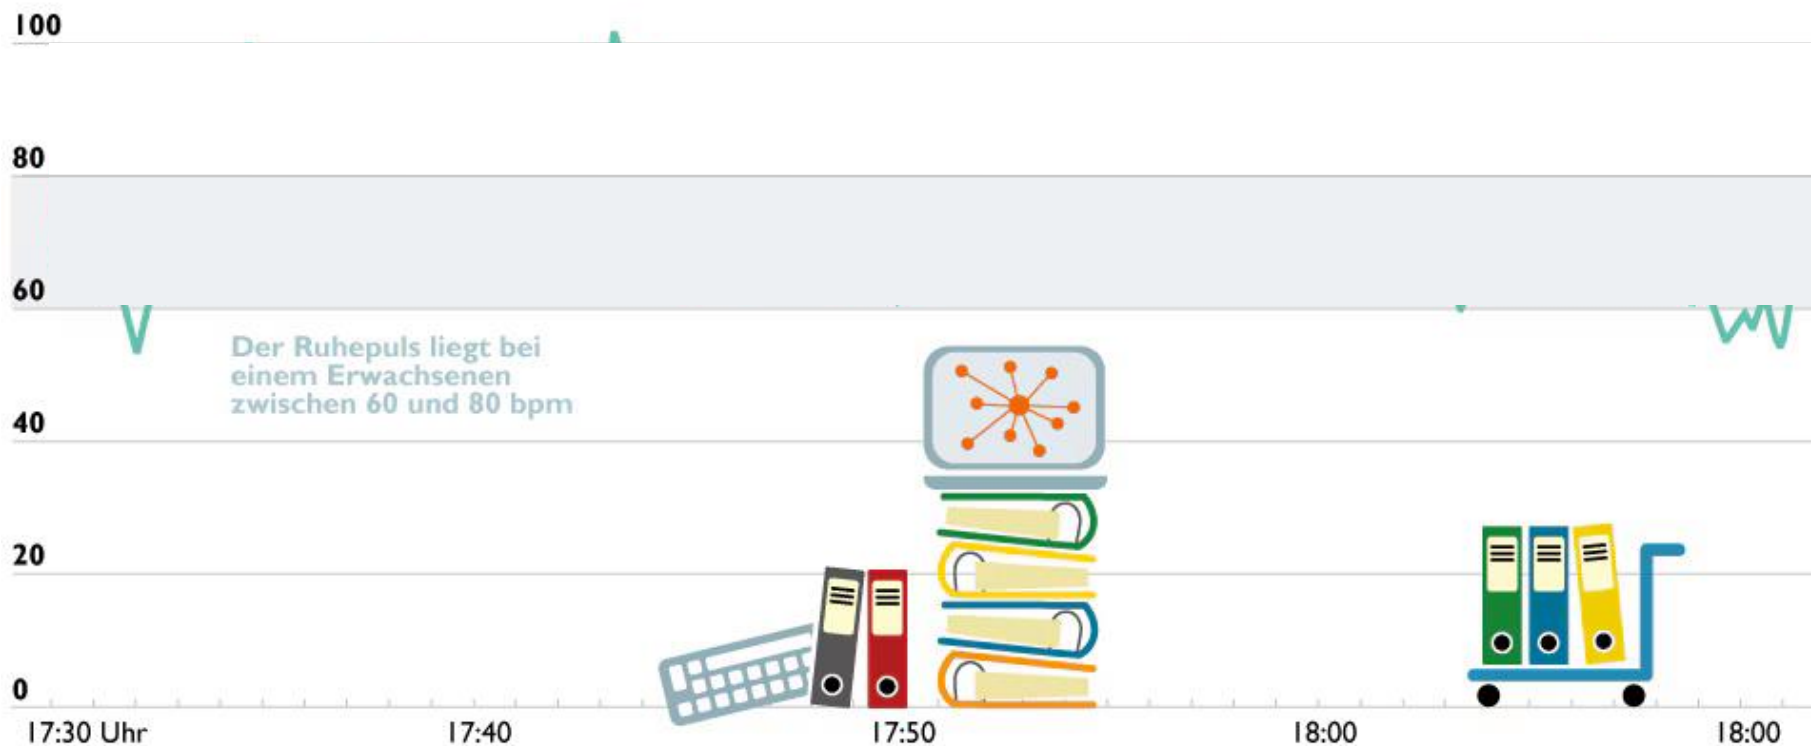 100
80
60
Der Ruhepuls liegt bei
einem Erwachsenen
zwischen 60 und 80 bpm
40
20
0
17:30 Uhr
17:40
17:50
18:00
18:00